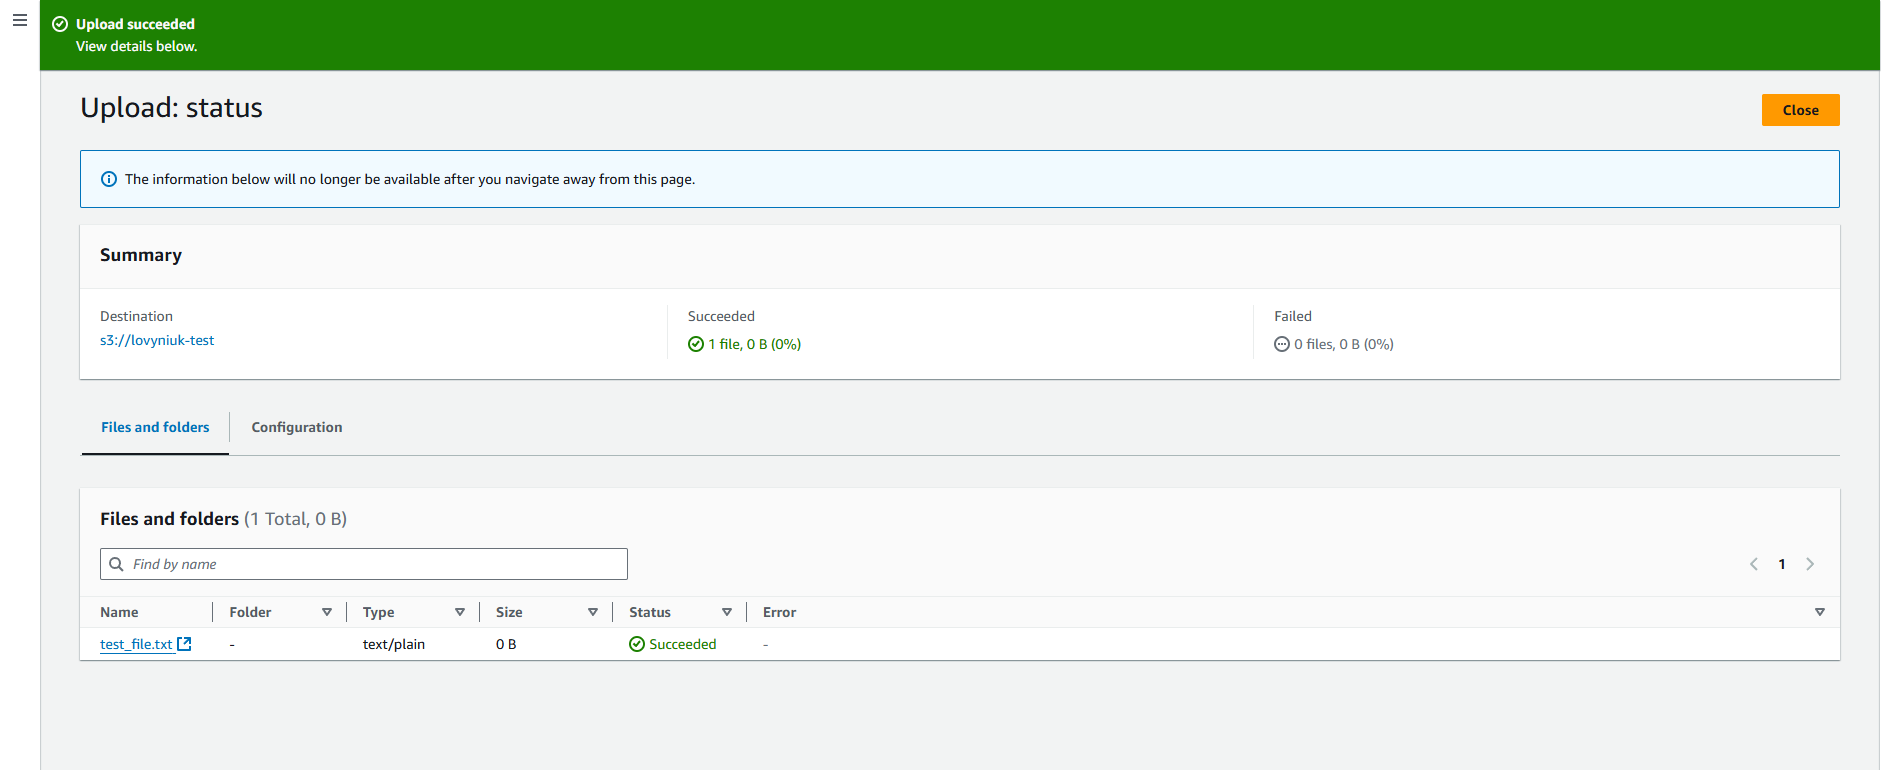 Upload succeeded
View details below.
Upload: status
Close
The information below will no longer be available after you navigate away from this page.
Summary
Destination
s3://lovyniuk-test
Succeeded
1 file, 0 B (0%)
Failed
0 files, 0 B (0%)
Files and folders
Configuration
Files and folders (1 Total, 0 B)
Find by name
1
Name Folder Type Size Status Error
test_file.txt - text/plain 0 B Succeeded -